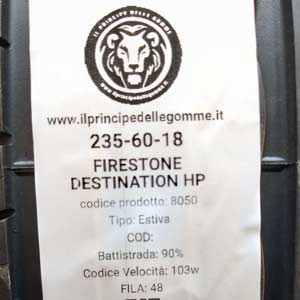 IL PRINCIPE DELLE GOMME
www.ilprincipedellegomme.it
www.ilprincipedellegomme.it
235-60-18
FIRESTONE
DESTINATION HP
codice prodotto: 8050
Tipo: Estiva
COD:
Battistrada: 90%
Codice Velocità: 103w
FILA: 48